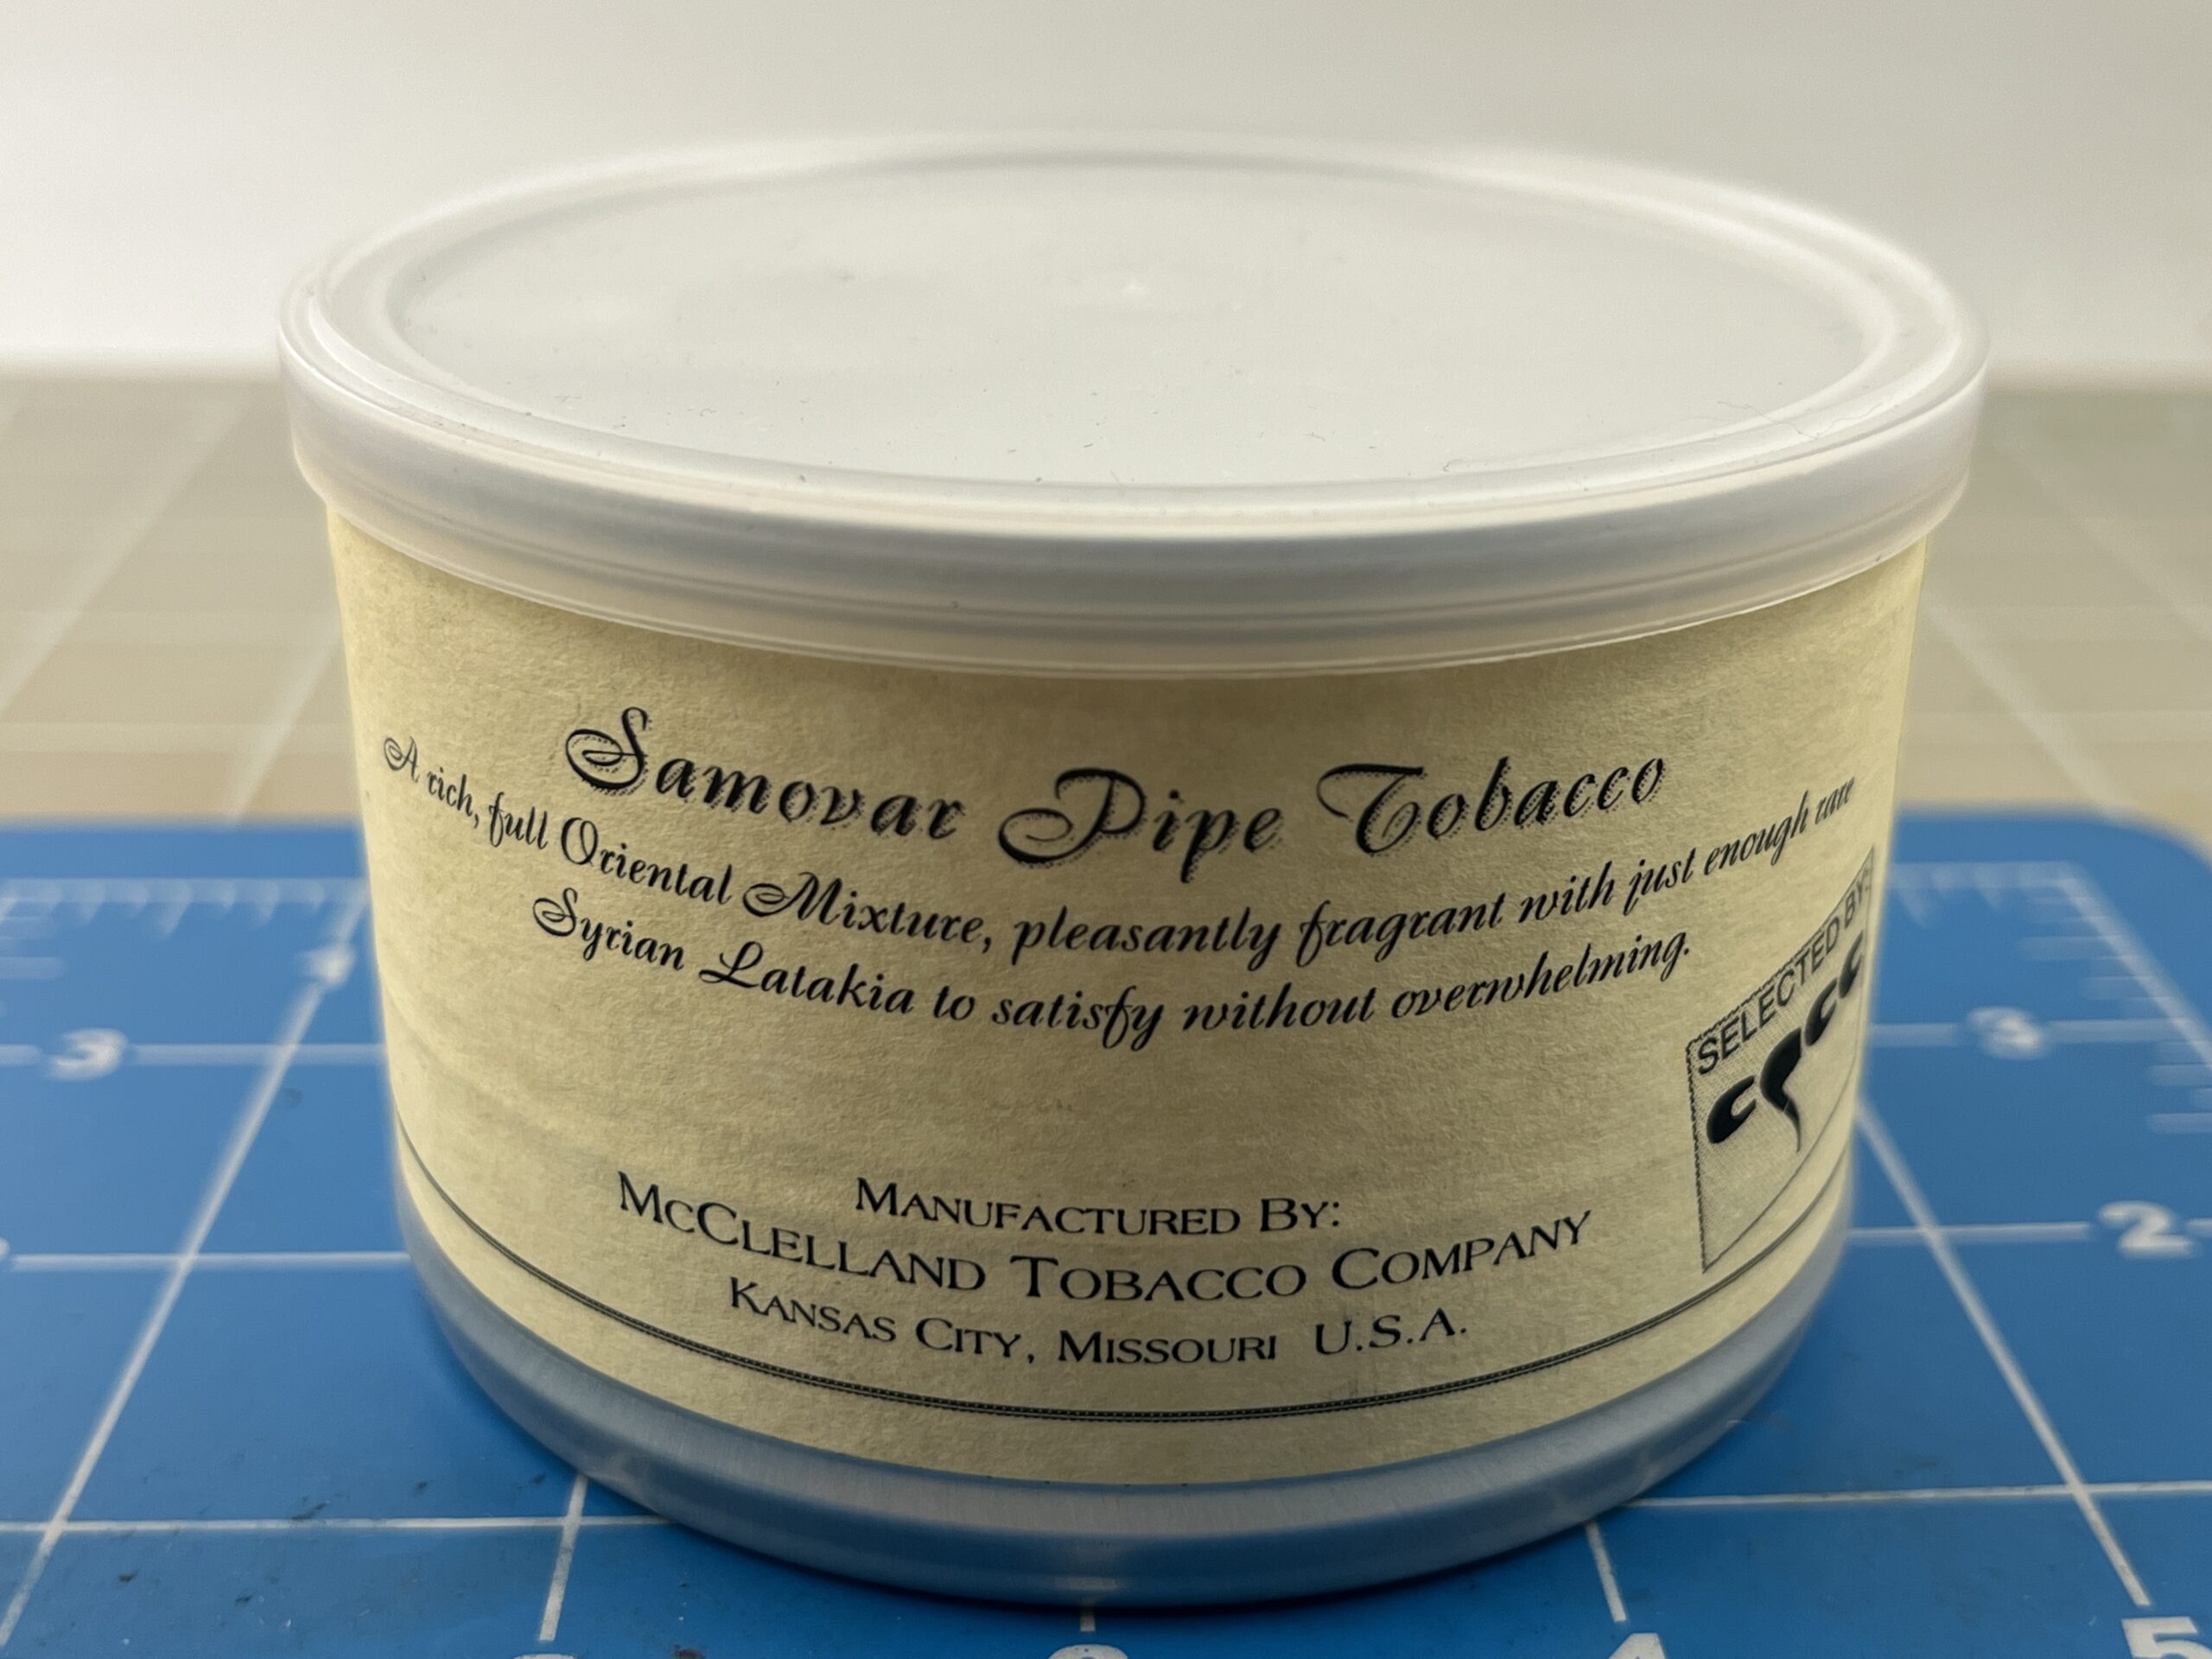 Samovar Pipe Tobacco
A rich, full Oriental Mixture, pleasantly fragrant with just enough rare
Syrian Latakia to satisfy without overwhelming.
SELECTED BY:
MANUFACTURED BY:
MCCLELLAND TOBACCO COMPANY
KANSAS CITY, MISSOURI U.S.A.
3
3
2
4
5